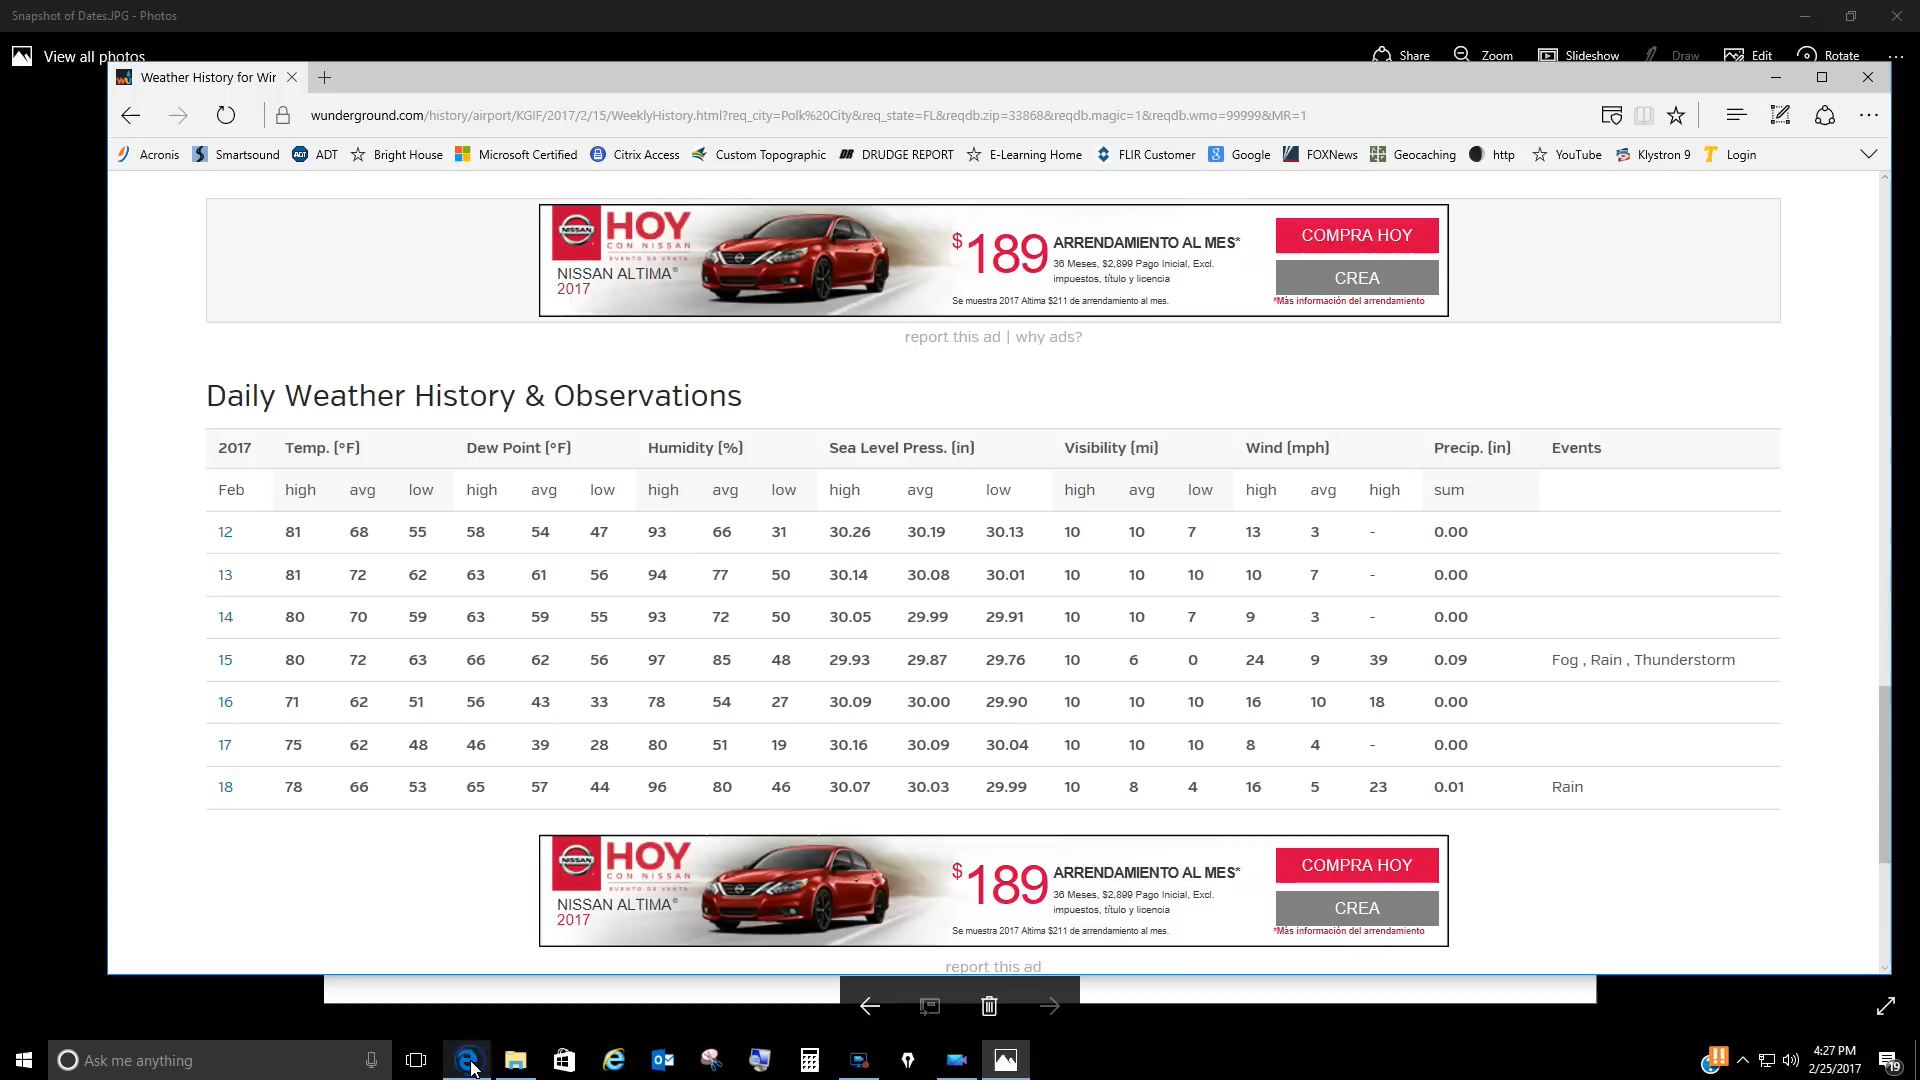 Snapshot of Dates.JPG - Photos
View all photos
Share Zoom Slideshow Draw Edit Rotate
Weather History for Wir
wunderground.com/history/airport/KGIF/2017/2/15/WeeklyHistory.html?req_city=Polk%20City&req_state=FL&reqdb.zip=33868&reqdb.magic=1&reqdb.wmo=99999&MR=1
Acronis Smartsound ADT Bright House Microsoft Certified Citrix Access Custom Topographic DRUDGE REPORT E-Learning Home FLIR Customer Google FOXNews Geocaching http YouTube Klystron 9 Login
NISSAN HOY
CON NISSAN
EVENTO DE VENTA
NISSAN ALTIMA®
2017
$189 ARRENDAMIENTO AL MES*
36 Meses, $2,899 Pago Inicial, Excl.
impuestos, título y licencia
Se muestra 2017 Altima $211 de arrendamiento al mes.
COMPRA HOY
CREA
*Más información del arrendamiento
report this ad | why ads?
Daily Weather History & Observations
2017 Temp. (°F) Dew Point (°F) Humidity (%) Sea Level Press. (in) Visibility (mi) Wind (mph) Precip. (in) Events
Feb high avg low high avg low high avg low high avg low high avg low high avg high sum
12 81 68 55 58 54 47 93 66 31 30.26 30.19 30.13 10 10 7 13 3 - 0.00
13 81 72 62 63 61 56 94 77 50 30.14 30.08 30.01 10 10 10 10 7 - 0.00
14 80 70 59 63 59 55 93 72 50 30.05 29.99 29.91 10 10 7 9 3 - 0.00
15 80 72 63 66 62 56 97 85 48 29.93 29.87 29.76 10 6 0 24 9 39 0.09 Fog , Rain , Thunderstorm
16 71 62 51 56 43 33 78 54 27 30.09 30.00 29.90 10 10 10 16 10 18 0.00
17 75 62 48 46 39 28 80 51 19 30.16 30.09 30.04 10 10 10 8 4 - 0.00
18 78 66 53 65 57 44 96 80 46 30.07 30.03 29.99 10 8 4 16 5 23 0.01 Rain
NISSAN HOY
CON NISSAN
EVENTO DE VENTA
NISSAN ALTIMA®
2017
$189 ARRENDAMIENTO AL MES*
36 Meses, $2,899 Pago Inicial, Excl.
impuestos, título y licencia
Se muestra 2017 Altima $211 de arrendamiento al mes.
COMPRA HOY
CREA
*Más información del arrendamiento
report this ad
Ask me anything
4:27 PM
2/25/2017
19